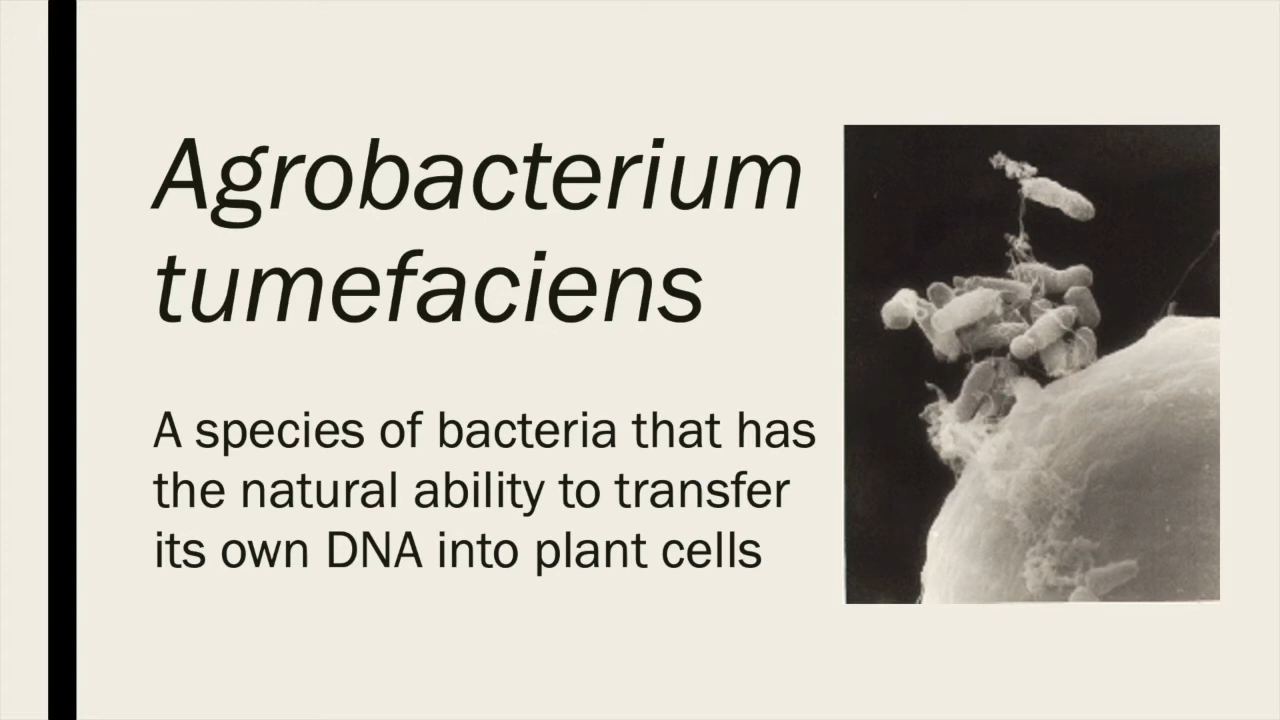 Agrobacterium
tumefaciens
A species of bacteria that has
the natural ability to transfer
its own DNA into plant cells